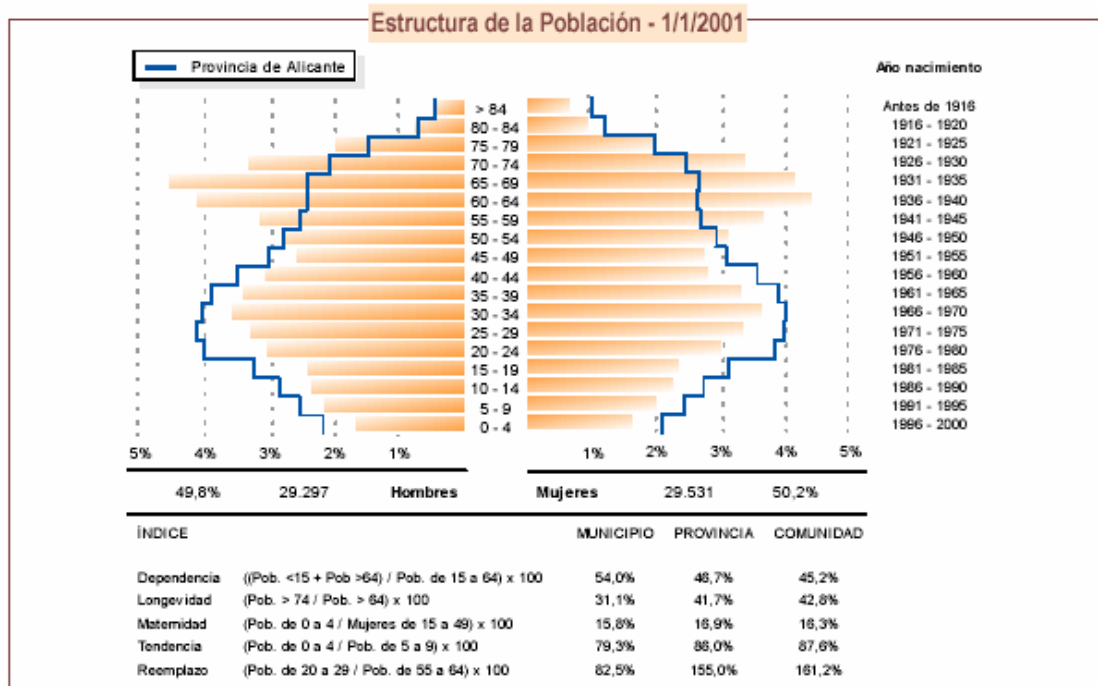 Estructura de la Población - 1/1/2001
Provincia de Alicante
Año nacimiento
> 84 Antes de 1916
80 - 84 1916 - 1920
75 - 79 1921 - 1925
70 - 74 1926 - 1930
65 - 69 1931 - 1935
60 - 64 1936 - 1940
55 - 59 1941 - 1945
50 - 54 1946 - 1950
45 - 49 1951 - 1955
40 - 44 1956 - 1960
35 - 39 1961 - 1965
30 - 34 1966 - 1970
25 - 29 1971 - 1975
20 - 24 1976 - 1980
15 - 19 1981 - 1985
10 - 14 1986 - 1990
5 - 9 1991 - 1995
0 - 4 1996 - 2000
5% 4% 3% 2% 1% 1% 2% 3% 4% 5%
49,8% 29.297 Hombres Mujeres 29.531 50,2%
ÍNDICE MUNICIPIO PROVINCIA COMUNIDAD
Dependencia ((Pob. <15 + Pob >64) / Pob. de 15 a 64) x 100 54,0% 46,7% 45,2%
Longevidad (Pob. > 74 / Pob. > 64) x 100 31,1% 41,7% 42,8%
Maternidad (Pob. de 0 a 4 / Mujeres de 15 a 49) x 100 15,8% 16,9% 16,3%
Tendencia (Pob. de 0 a 4 / Pob. de 5 a 9) x 100 79,3% 86,0% 87,6%
Reemplazo (Pob. de 20 a 29 / Pob. de 55 a 64) x 100 82,5% 155,0% 161,2%